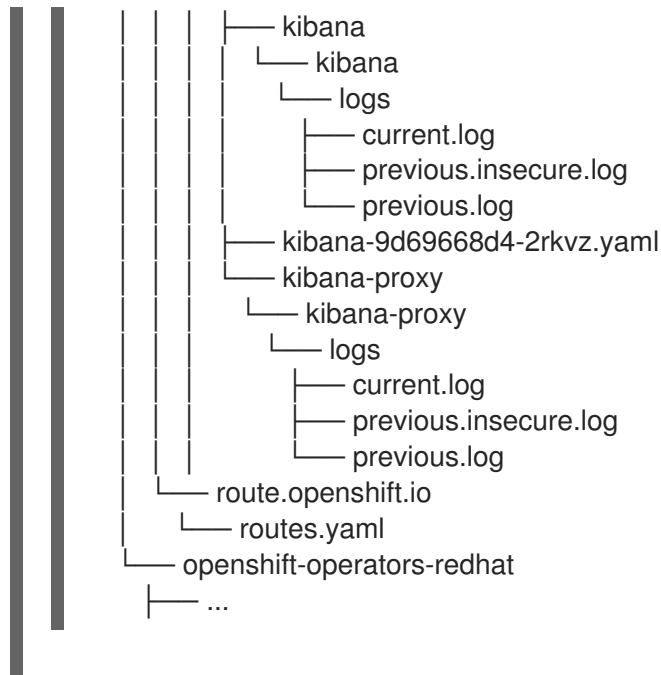 │ │ │ ├── kibana
│ │ │ │ └── kibana
│ │ │ │ └── logs
│ │ │ │ ├── current.log
│ │ │ │ ├── previous.insecure.log
│ │ │ │ └── previous.log
│ │ │ ├── kibana-9d69668d4-2rkvz.yaml
│ │ │ └── kibana-proxy
│ │ │ └── kibana-proxy
│ │ │ └── logs
│ │ │ ├── current.log
│ │ │ ├── previous.insecure.log
│ │ │ └── previous.log
│ └── route.openshift.io
│ └── routes.yaml
└── openshift-operators-redhat
├── ...